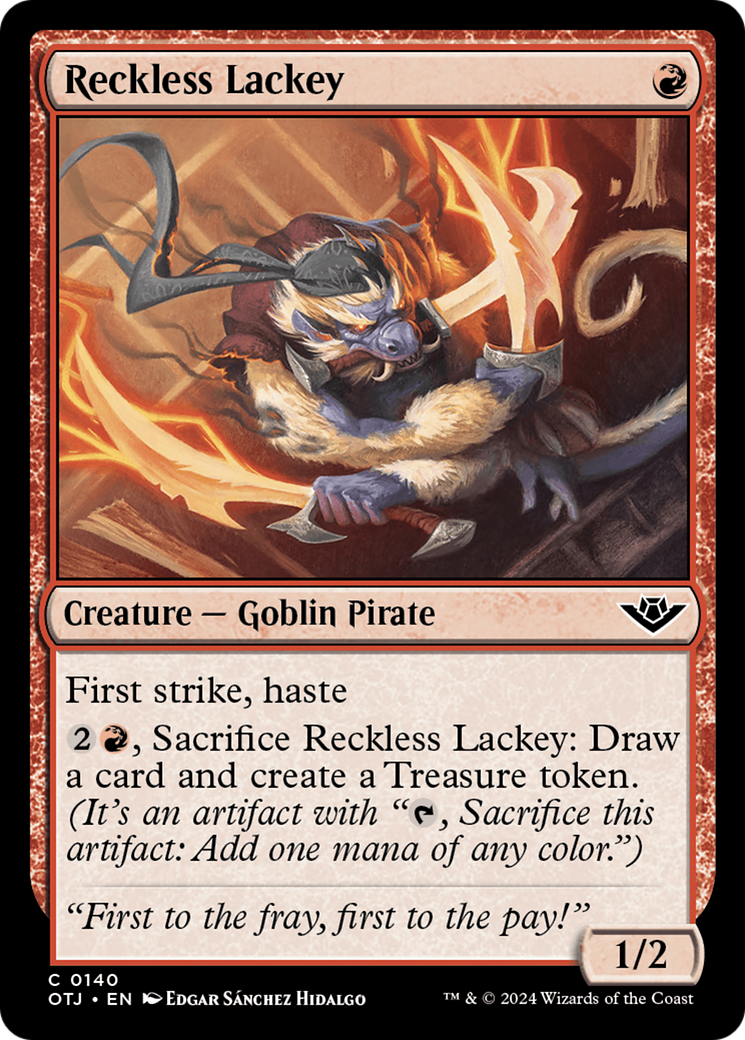 Reckless Lackey
Creature — Goblin Pirate
First strike, haste
2, Sacrifice Reckless Lackey: Draw
a card and create a Treasure token.
(It's an artifact with “, Sacrifice this
artifact: Add one mana of any color.”)
“First to the fray, first to the pay!”
1/2
C 0140
OTJ • EN Edgar Sánchez Hidalgo
™ & © 2024 Wizards of the Coast